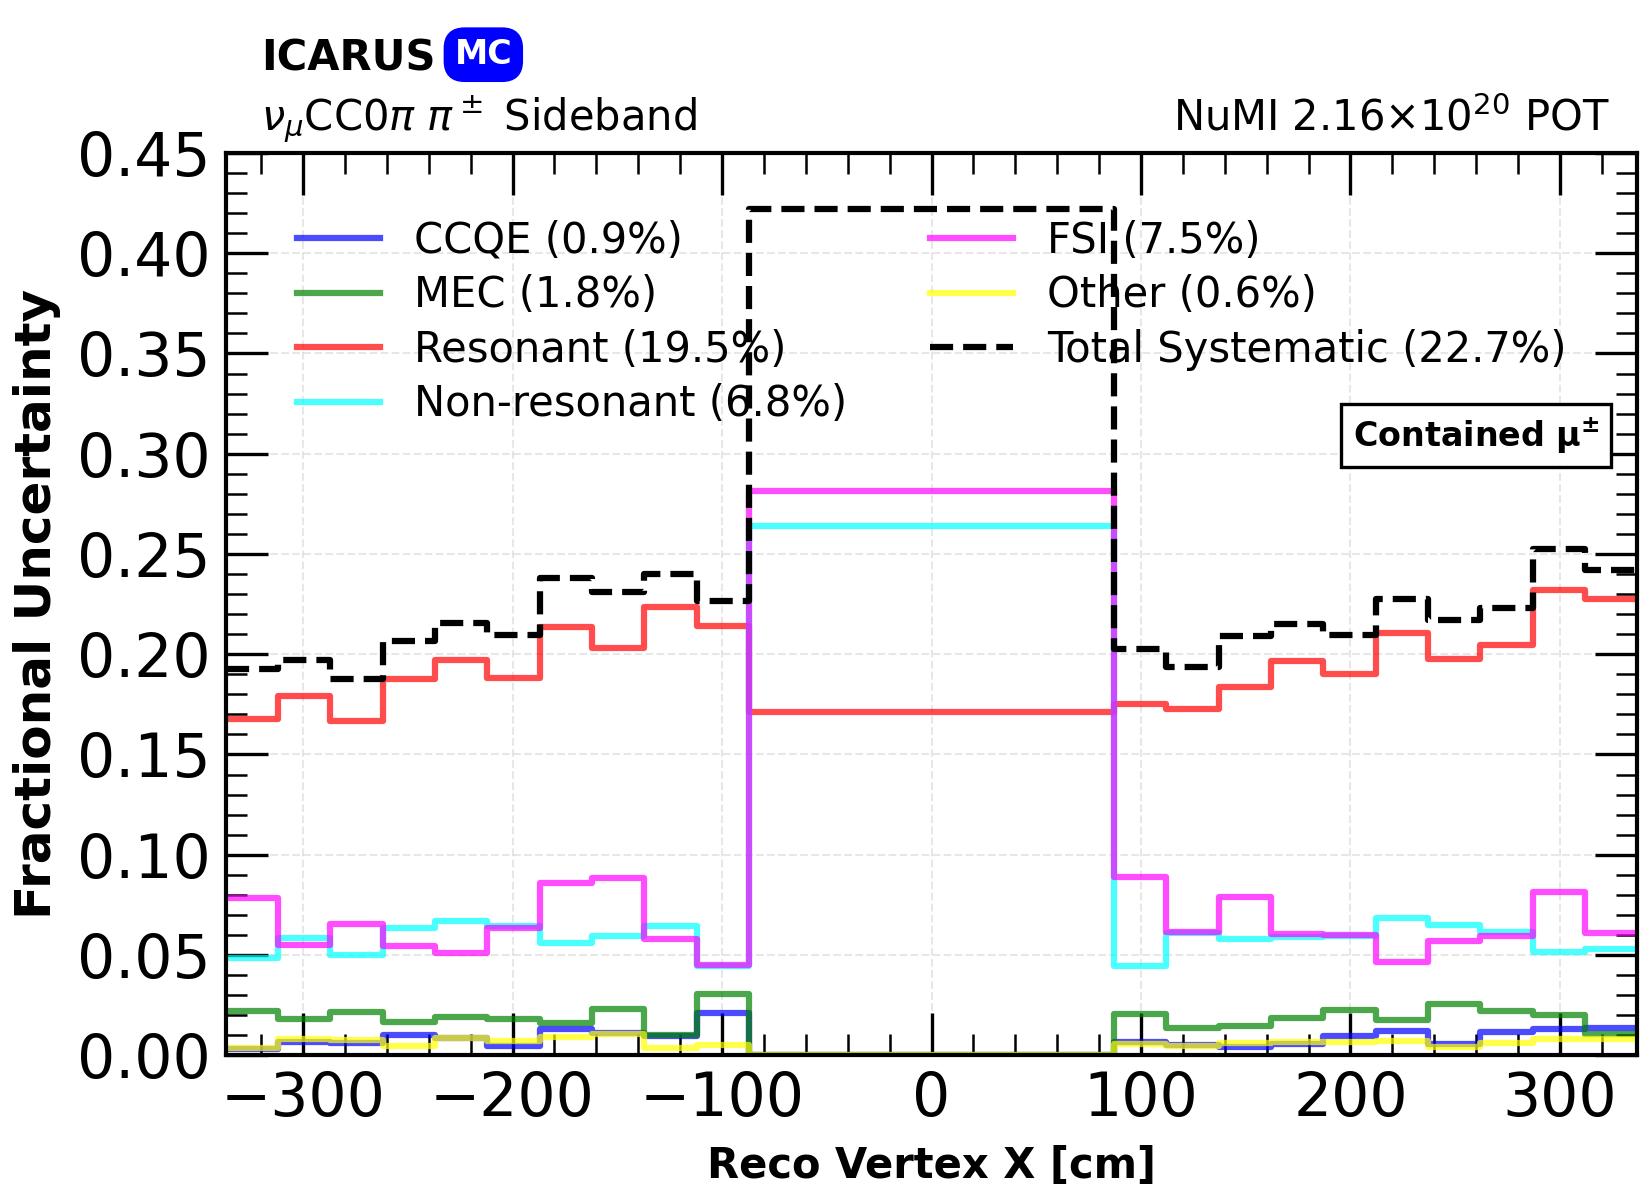 ICARUS MC
νμCC0π π± Sideband
NuMI 2.16×10²⁰ POT
0.45
0.40
0.35
0.30
0.25
0.20
0.15
0.10
0.05
0.00
Fractional Uncertainty
CCQE (0.9%)
MEC (1.8%)
Resonant (19.5%)
Non-resonant (6.8%)
FSI (7.5%)
Other (0.6%)
Total Systematic (22.7%)
Contained μ±
−300 −200 −100 0 100 200 300
Reco Vertex X [cm]